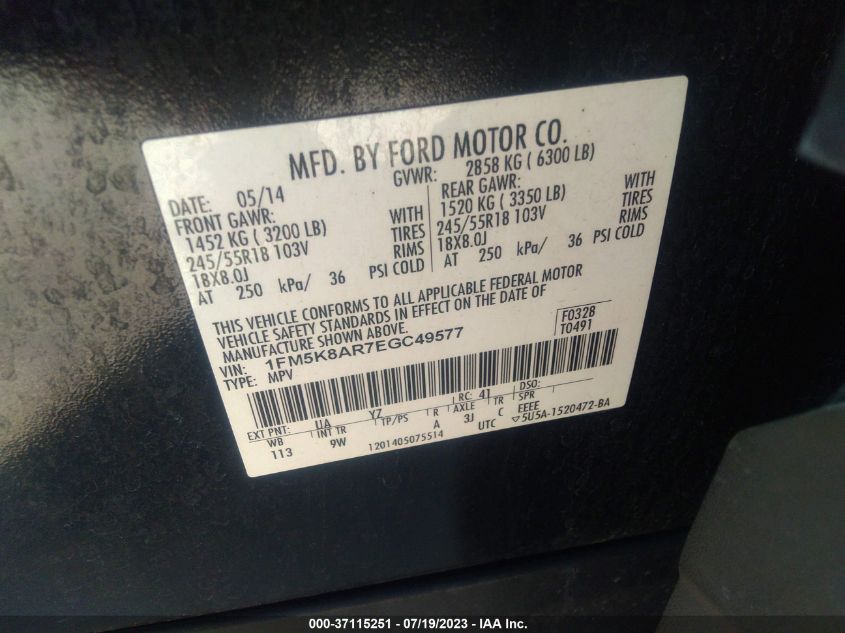 MFD. BY FORD MOTOR CO.
DATE: 05/14 GVWR: 2858 KG ( 6300 LB)
FRONT GAWR: REAR GAWR:
1452 KG ( 3200 LB) WITH 1520 KG ( 3350 LB) WITH
245/55R18 103V TIRES 245/55R18 103V TIRES
18X8.0J RIMS 18X8.0J RIMS
AT 250 kPa/ 36 PSI COLD AT 250 kPa/ 36 PSI COLD
THIS VEHICLE CONFORMS TO ALL APPLICABLE FEDERAL MOTOR
VEHICLE SAFETY STANDARDS IN EFFECT ON THE DATE OF
MANUFACTURE SHOWN ABOVE.
VIN: 1FM5K8AR7EGC49577 F0328
TYPE: MPV T0491
EXT PNT: UA YZ RC: 41 DSO:
WB INT TR TP/PS R AXLE TR SPR
113 9W A 3J C EEEE
1201405075514 UTC ▽5U5A-1520472-BA
000-37115251 - 07/19/2023 - IAA Inc.